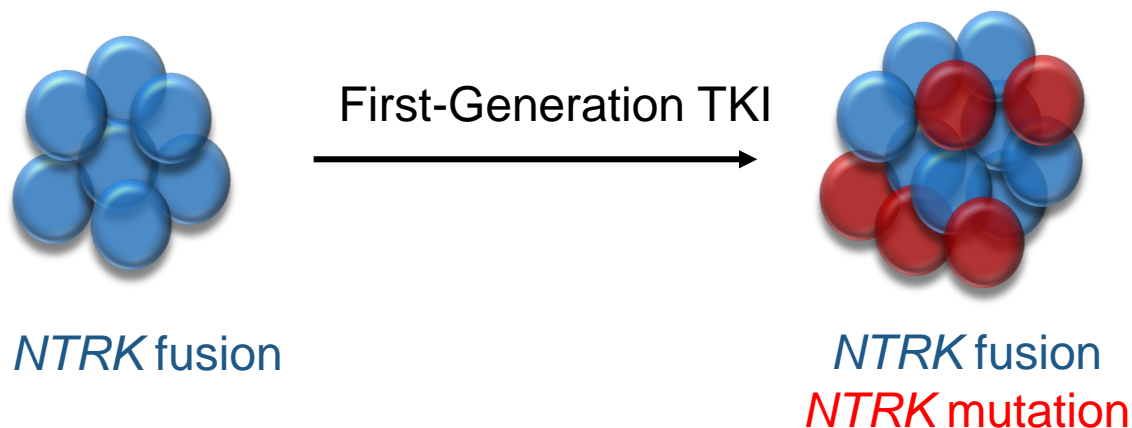 First-Generation TKI
NTRK fusion
NTRK fusion
NTRK mutation